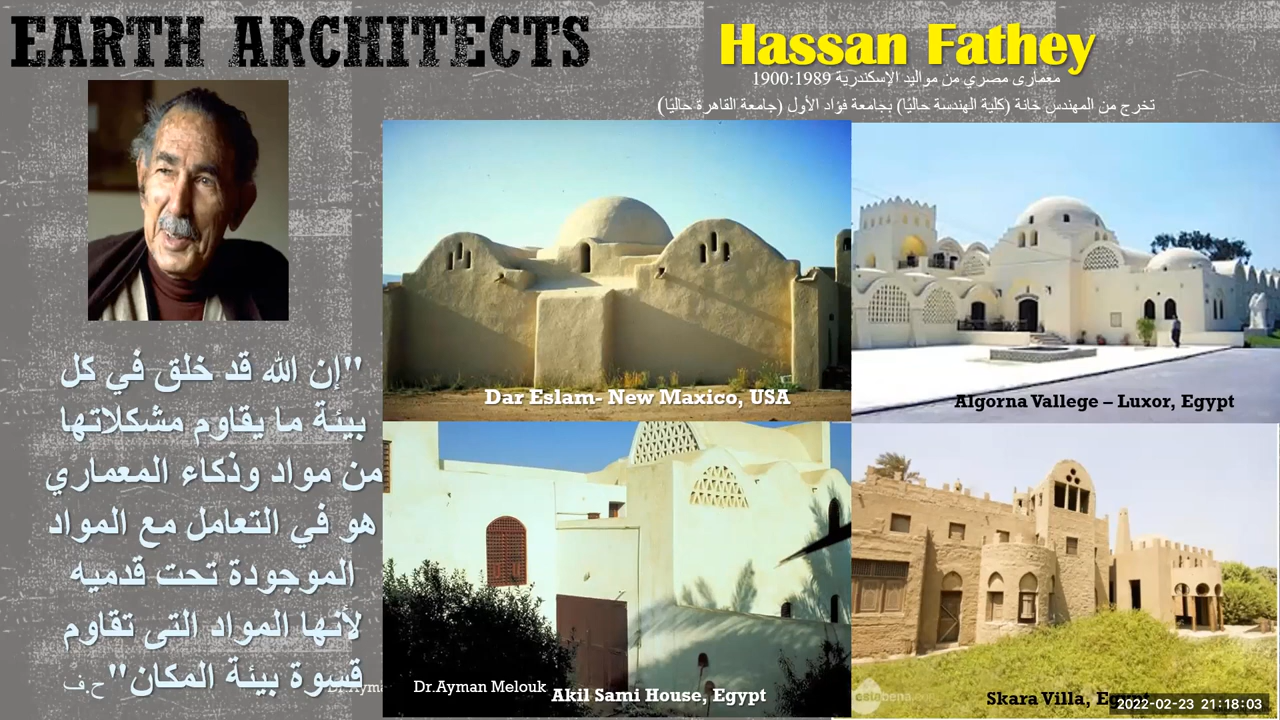 EARTH ARCHITECTS
Hassan Fathey
معمارى مصري من مواليد الإسكندرية 1900:1989
تخرج من المهندس خانة (كلية الهندسة حاليًا) بجامعة فؤاد الأول (جامعة القاهرة حاليًا)
"إن الله قد خلق في كل
بيئة ما يقاوم مشكلاتها
من مواد وذكاء المعماري
هو في التعامل مع المواد
الموجودة تحت قدميه
لأنها المواد التى تقاوم
قسوة بيئة المكان" ح.ف
Dar Eslam- New Maxico, USA
Algorna Vallege – Luxor, Egypt
Dr.Ayman Melouk
Akil Sami House, Egypt
Skara Villa, Egypt
2022-02-23 21:18:03